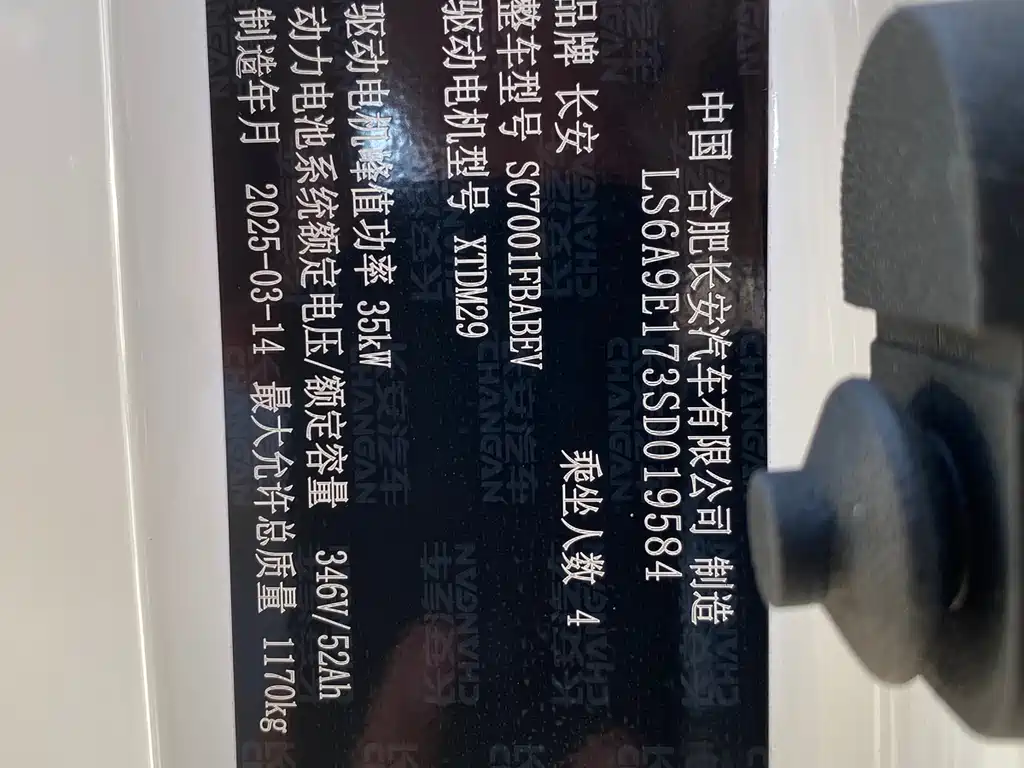 中国 合肥长安汽车有限公司 制造
LS6A9E173SD019584
品牌 长安 乘坐人数 4
整车型号 SC7001FBABEV
驱动电机型号 XTDM29
驱动电机峰值功率 35kW
动力电池系统额定电压/额定容量 346V/52Ah
制造年月 2025-03-14 最大允许总质量 1170kg